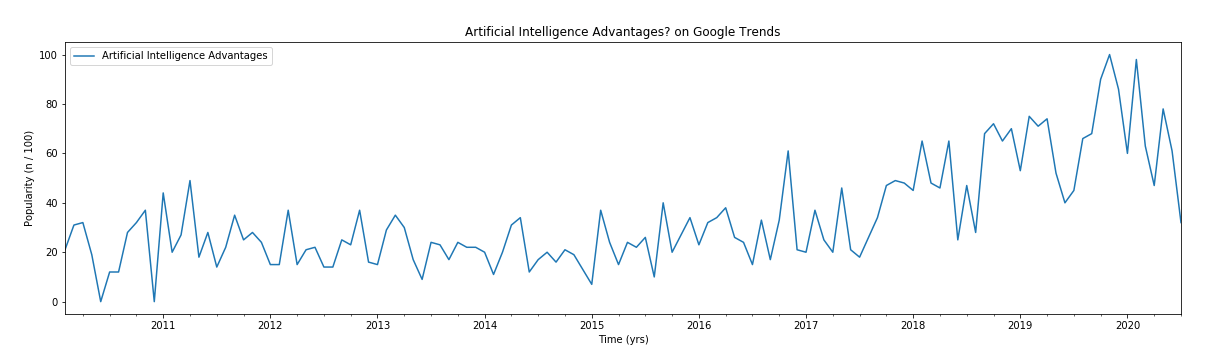 Artificial Intelligence Advantages? on Google Trends
Artificial Intelligence Advantages
Popularity (n / 100)
100
80
60
40
20
0
2011 2012 2013 2014 2015 2016 2017 2018 2019 2020
Time (yrs)